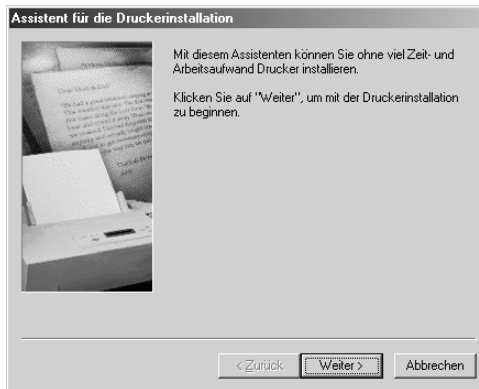 Assistent für die Druckerinstallation
Mit diesem Assistenten können Sie ohne viel Zeit- und
Arbeitsaufwand Drucker installieren.
Klicken Sie auf "Weiter", um mit der Druckerinstallation
zu beginnen.
< Zurück
Weiter >
Abbrechen